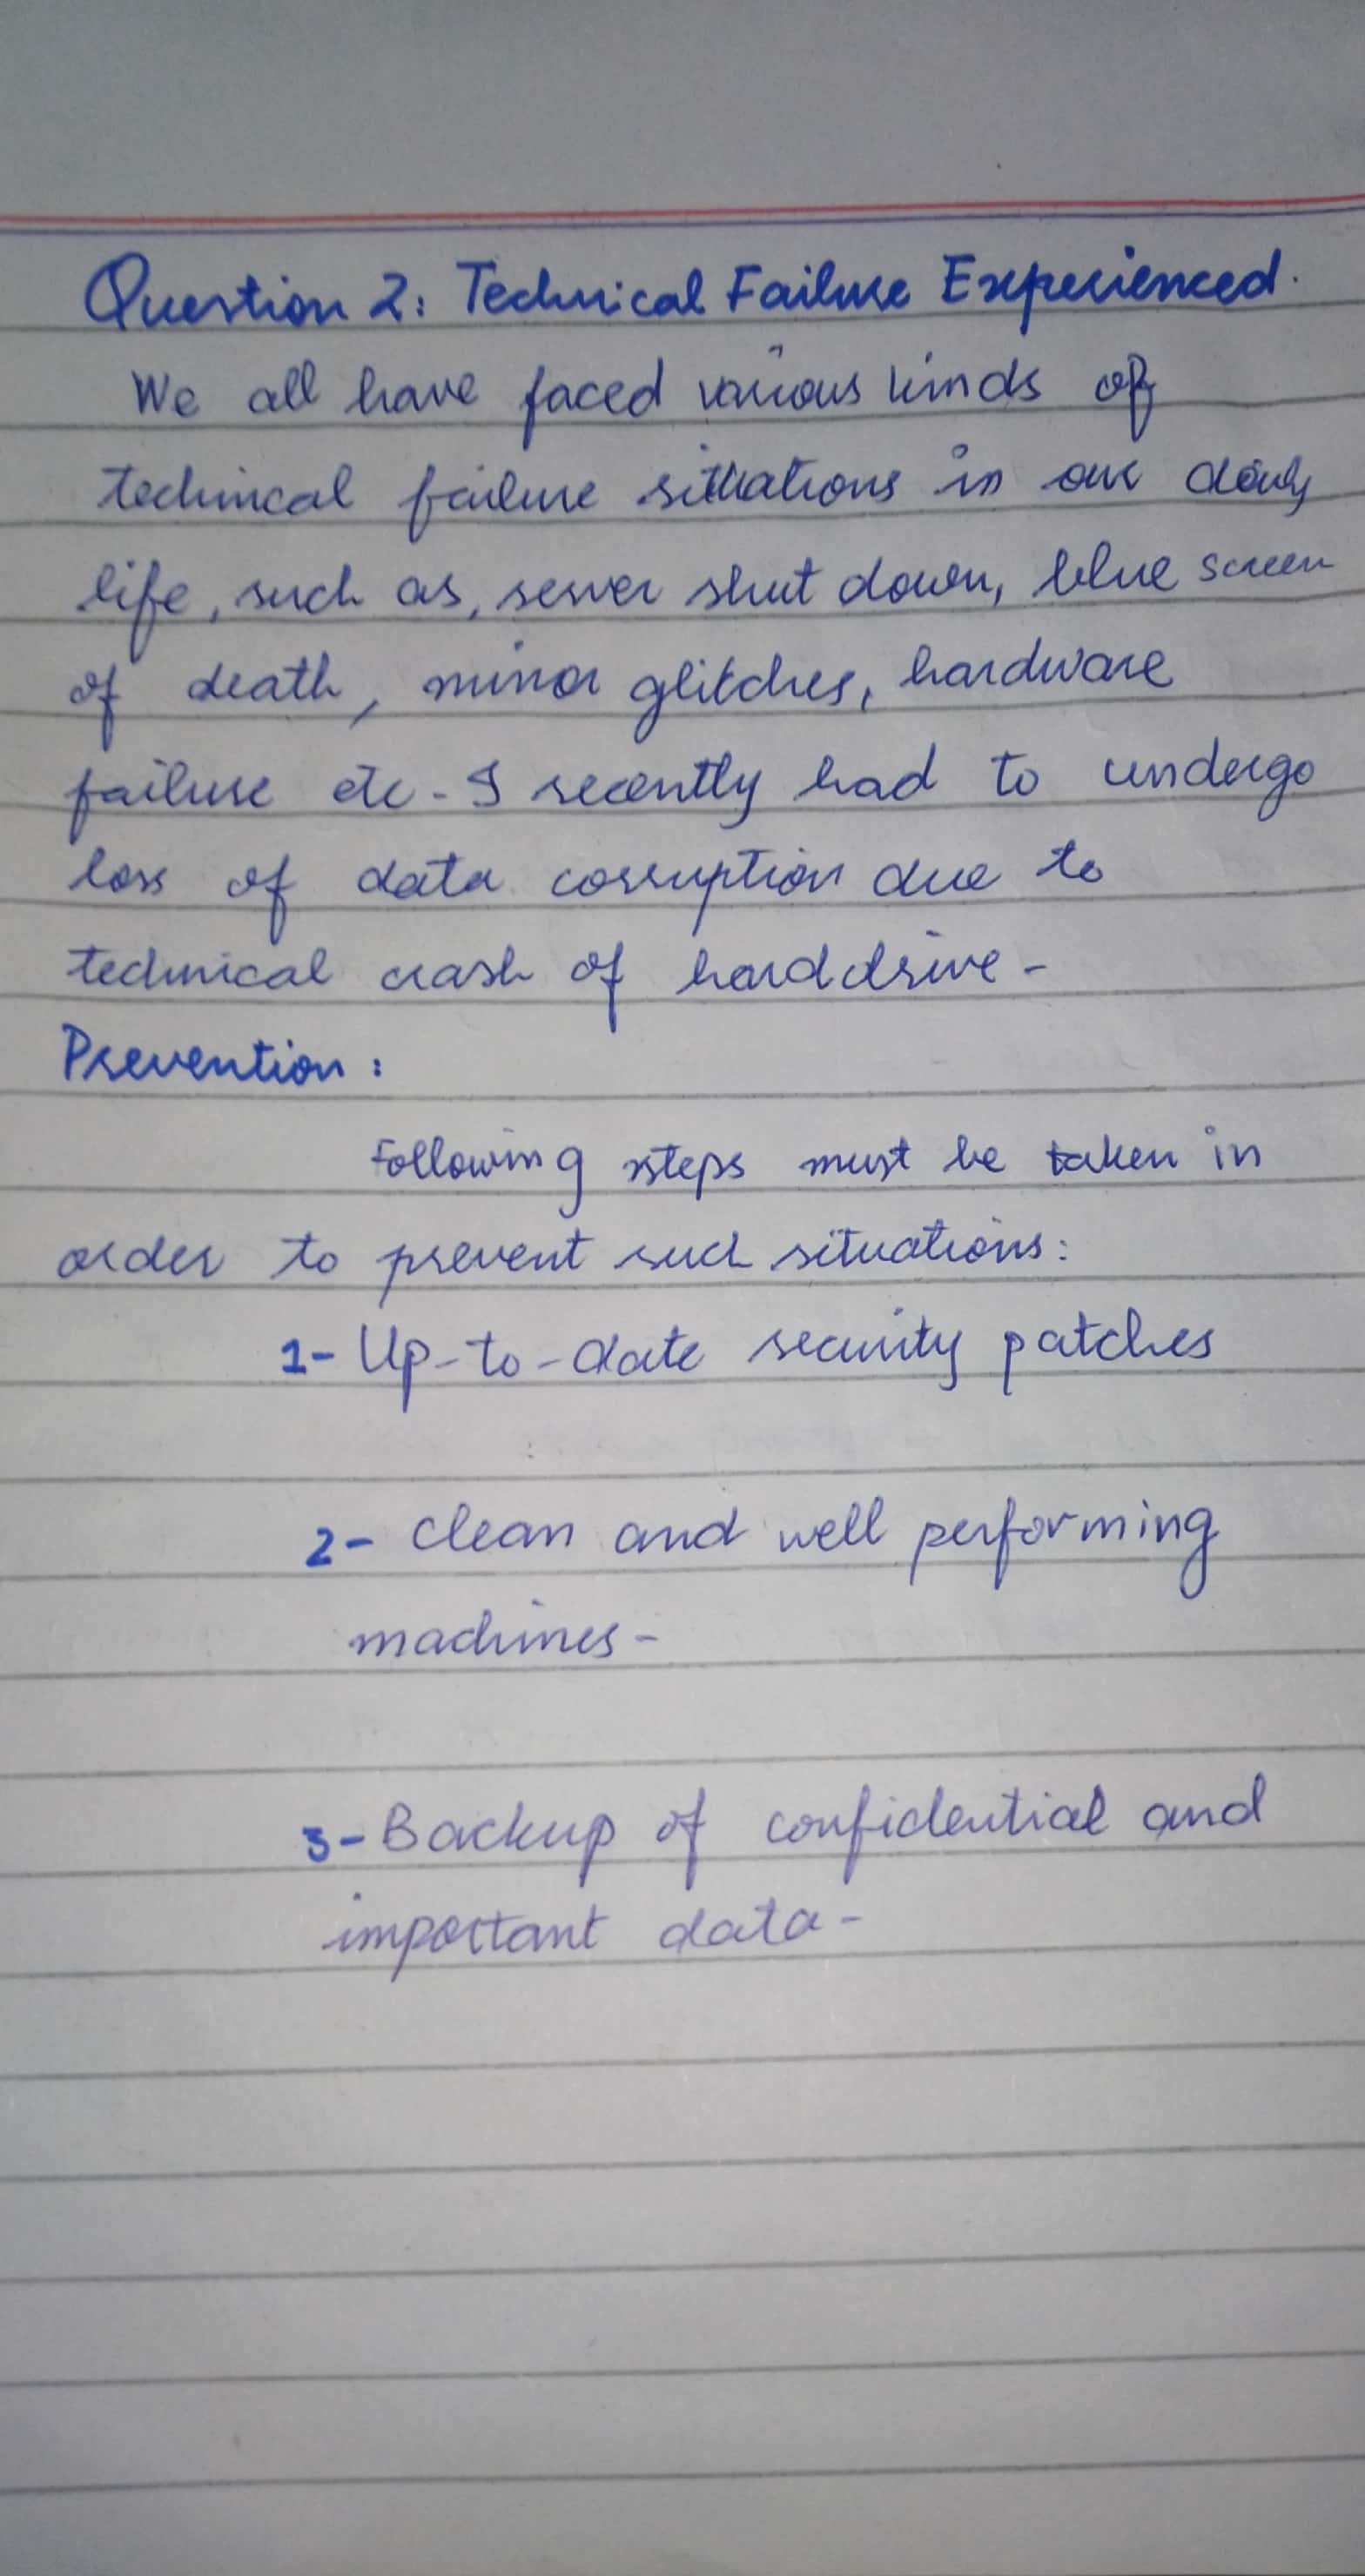 Question 2: Technical Failure Experienced.
We all have faced various kinds of
technical failure situations in our daily
life, such as, server shut down, blue screen
of death, minor glitches, hardware
failure etc - I recently had to undergo
loss of data corruption due to
technical crash of harddrive -
Prevention :
Following steps must be taken in
order to prevent such situations:
1- Up-to-date security patches
2- Clean and well performing
machines -
3- Backup of confidential and
important data -